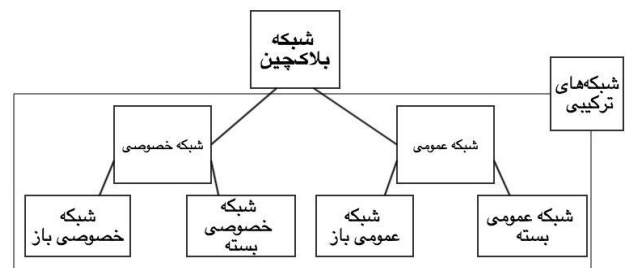 شبکه
بلاکچین
شبکه‌های
ترکیبی
شبکه عمومی
شبکه خصوصی
شبکه عمومی
بسته
شبکه
عمومی باز
شبکه
خصوصی
بسته
شبکه
خصوصی باز